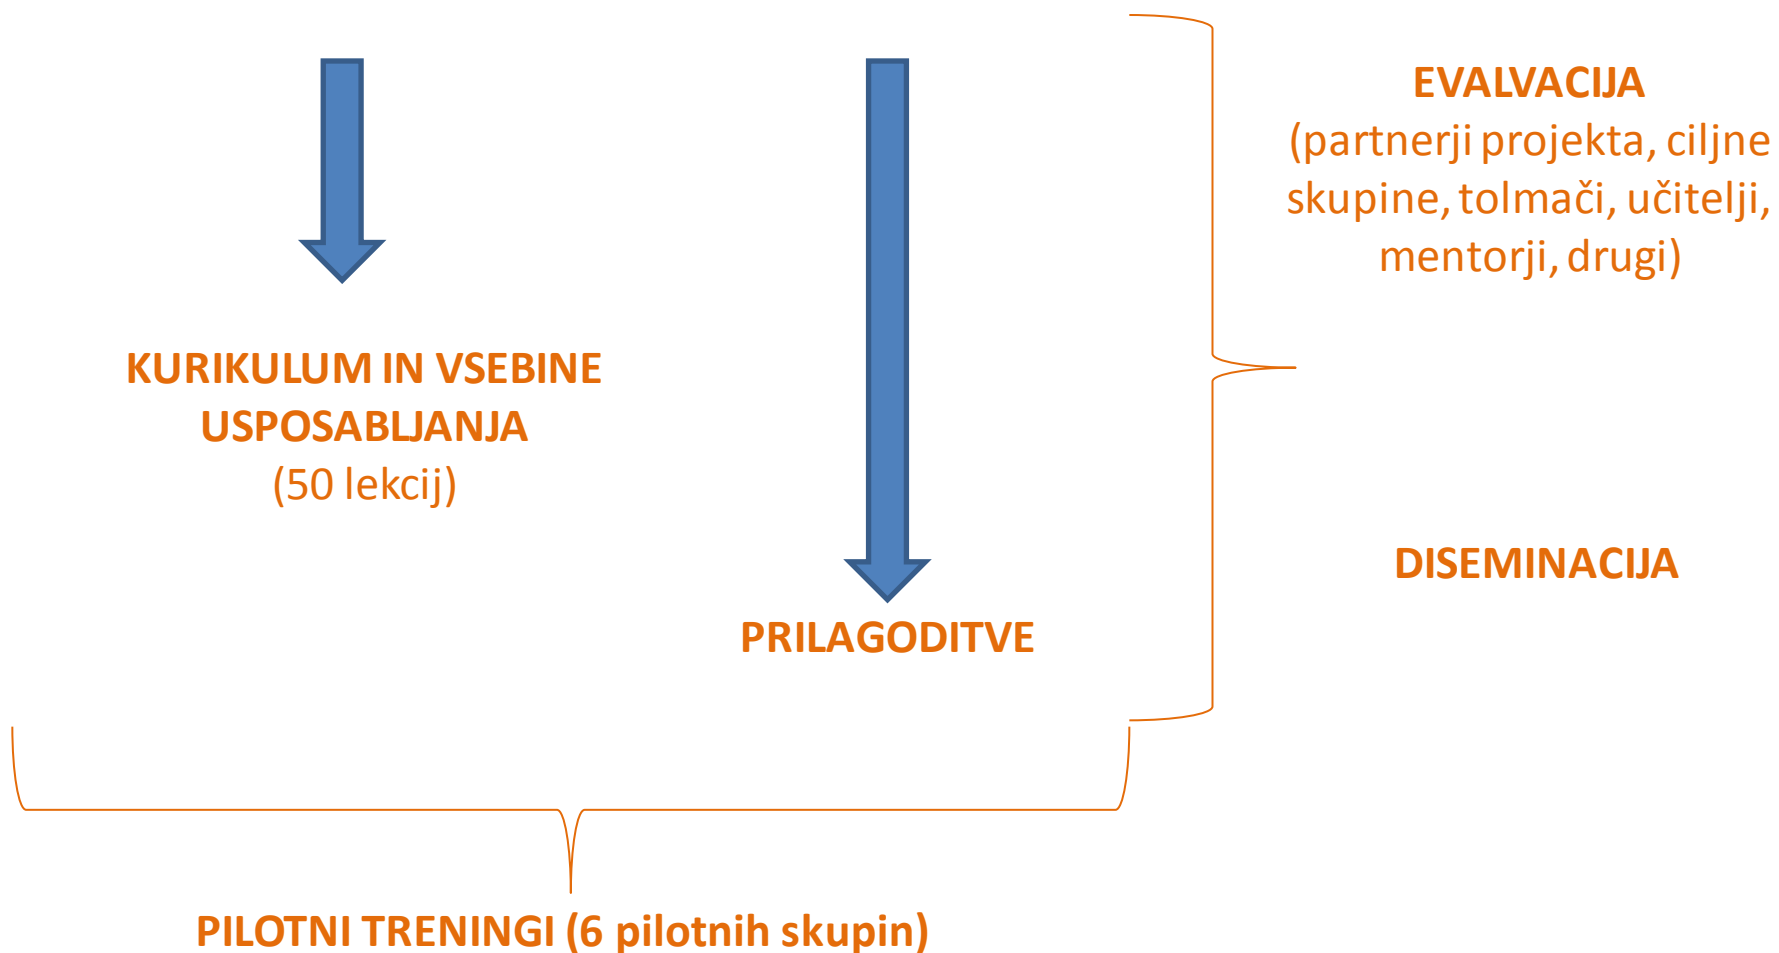 EVALVACIJA
(partnerji projekta, ciljne
skupine, tolmači, učitelji,
mentorji, drugi)
KURIKULUM IN VSEBINE
USPOSABLJANJA
(50 lekcij)
DISEMINACIJA
PRILAGODITVE
PILOTNI TRENINGI (6 pilotnih skupin)